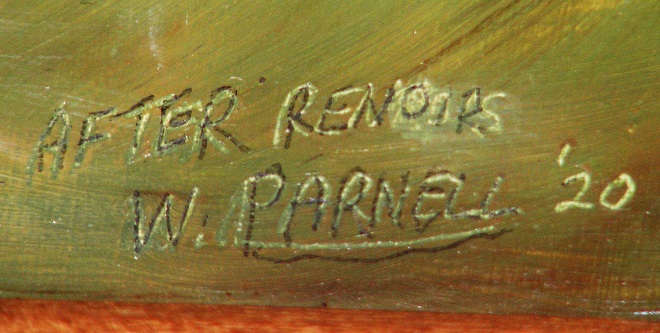 AFTER RENOIRS
W. PARNELL '20